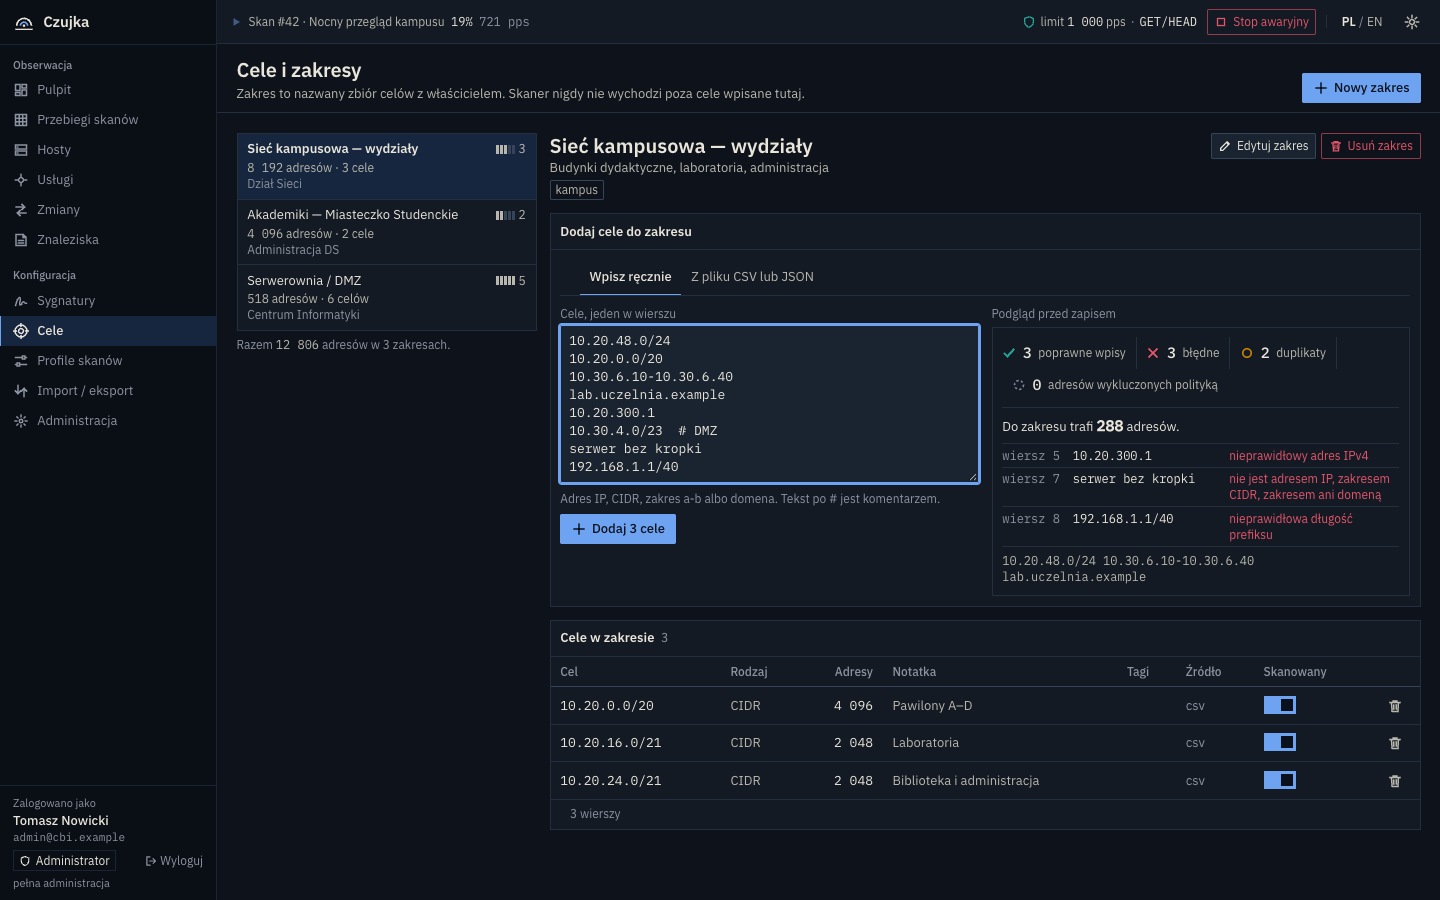 Czujka
Skan #42 · Nocny przegląd kampusu 19% 721 pps
limit 1 000 pps · GET/HEAD
Stop awaryjny
PL / EN
Obserwacja
Pulpit
Przebiegi skanów
Hosty
Usługi
Zmiany
Znaleziska
Konfiguracja
Sygnatury
Cele
Profile skanów
Import / eksport
Administracja
Zalogowano jako
Tomasz Nowicki
admin@cbi.example
Administrator
Wyloguj
pełna administracja
Cele i zakresy
Zakres to nazwany zbiór celów z właścicielem. Skaner nigdy nie wychodzi poza cele wpisane tutaj.
Nowy zakres
Sieć kampusowa — wydziały 3
8 192 adresów · 3 cele
Dział Sieci
Akademiki — Miasteczko Studenckie 2
4 096 adresów · 2 cele
Administracja DS
Serwerownia / DMZ 5
518 adresów · 6 celów
Centrum Informatyki
Razem 12 806 adresów w 3 zakresach.
Sieć kampusowa — wydziały
Budynki dydaktyczne, laboratoria, administracja
kampus
Edytuj zakres
Usuń zakres
Dodaj cele do zakresu
Wpisz ręcznie
Z pliku CSV lub JSON
Cele, jeden w wierszu
10.20.48.0/24
10.20.0.0/20
10.30.6.10-10.30.6.40
lab.uczelnia.example
10.20.300.1
10.30.4.0/23 # DMZ
serwer bez kropki
192.168.1.1/40
Adres IP, CIDR, zakres a-b albo domena. Tekst po # jest komentarzem.
Dodaj 3 cele
Podgląd przed zapisem
3 poprawne wpisy
3 błędne
2 duplikaty
0 adresów wykluczonych polityką
Do zakresu trafi 288 adresów.
wiersz 5 10.20.300.1 nieprawidłowy adres IPv4
wiersz 7 serwer bez kropki nie jest adresem IP, zakresem
CIDR, zakresem ani domeną
wiersz 8 192.168.1.1/40 nieprawidłowa długość
prefiksu
10.20.48.0/24 10.30.6.10-10.30.6.40
lab.uczelnia.example
Cele w zakresie 3
Cel Rodzaj Adresy Notatka Tagi Źródło Skanowany
10.20.0.0/20 CIDR 4 096 Pawilony A–D csv
10.20.16.0/21 CIDR 2 048 Laboratoria csv
10.20.24.0/21 CIDR 2 048 Biblioteka i administracja csv
3 wierszy